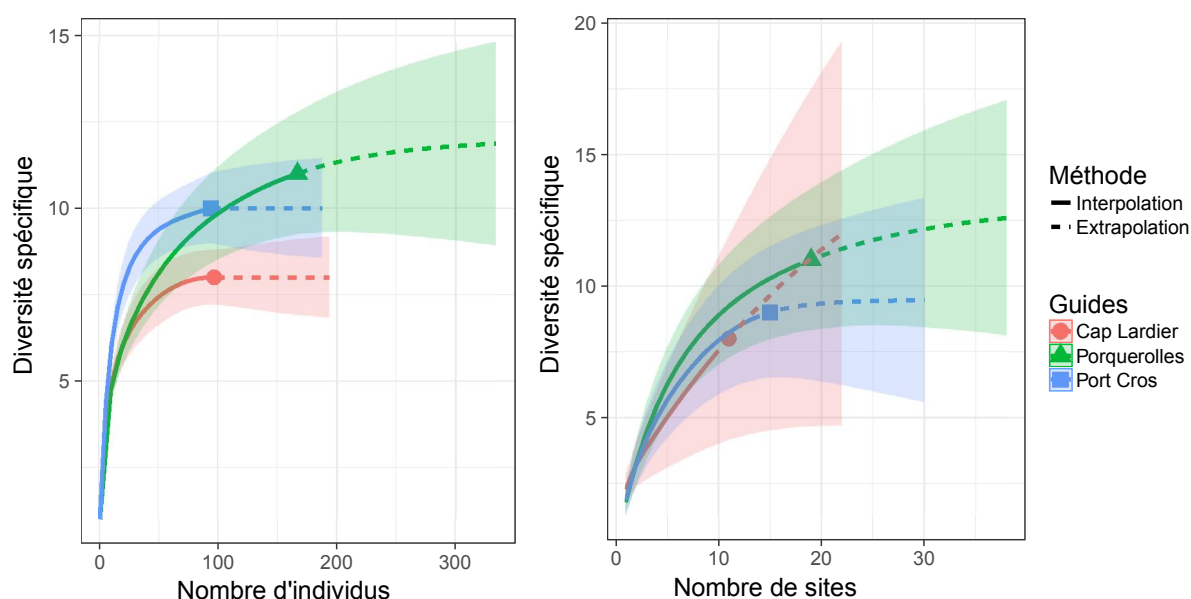 Diversité spécifique
15
10
5
0
100
200
300
Nombre d'individus
Diversité spécifique
20
15
10
5
0
10
20
30
Nombre de sites
Méthode
Interpolation
Extrapolation
Guides
Cap Lardier
Porquerolles
Port Cros